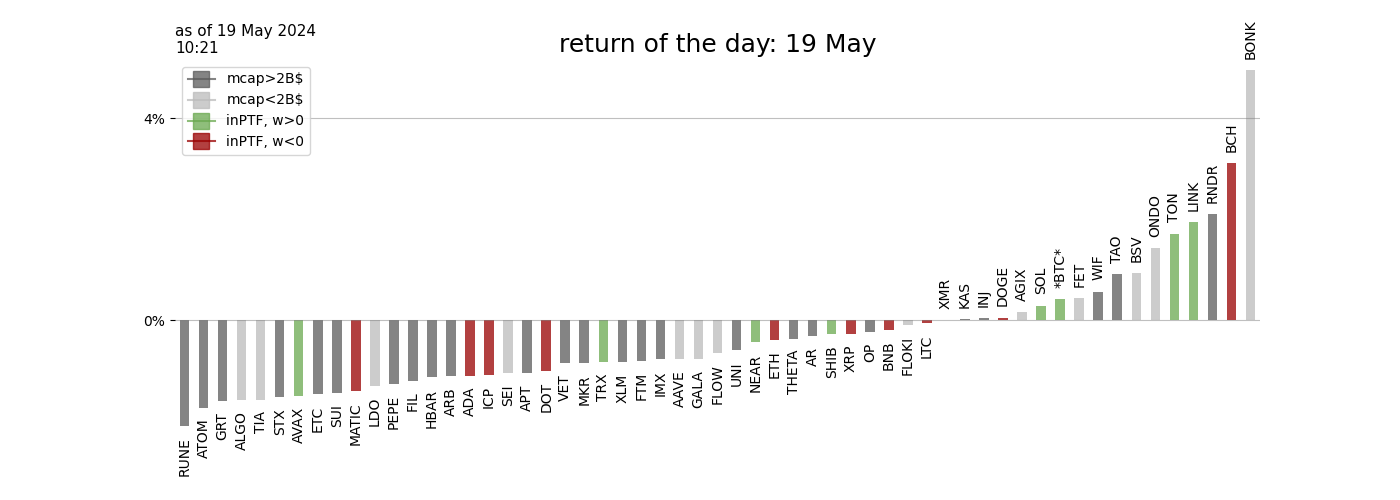 as of 19 May 2024
10:21
return of the day: 19 May
mcap>2B$
mcap<2B$
inPTF, w>0
inPTF, w<0
4%
0%
RUNE
ATOM
GRT
ALGO
TIA
STX
AVAX
ETC
SUI
MATIC
LDO
PEPE
FIL
HBAR
ARB
ADA
ICP
SEI
APT
DOT
VET
MKR
TRX
XLM
FTM
IMX
AAVE
GALA
FLOW
UNI
NEAR
ETH
THETA
AR
SHIB
XRP
OP
BNB
FLOKI
LTC
XMR
KAS
INJ
DOGE
AGIX
SOL
*BTC*
FET
WIF
TAO
BSV
ONDO
TON
LINK
RNDR
BCH
BONK